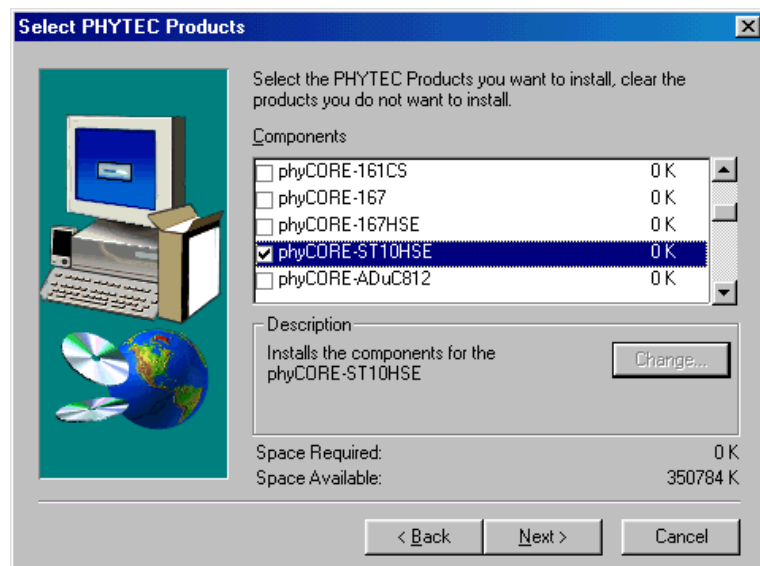 Select PHYTEC Products
Select the PHYTEC Products you want to install, clear the
products you do not want to install.
Components
phyCORE-161CS 0 K
phyCORE-167 0 K
phyCORE-167HSE 0 K
phyCORE-ST10HSE 0 K
phyCORE-ADuC812 0 K
Description
Installs the components for the
phyCORE-ST10HSE
Change...
Space Required: 0 K
Space Available: 350784 K
< Back
Next >
Cancel